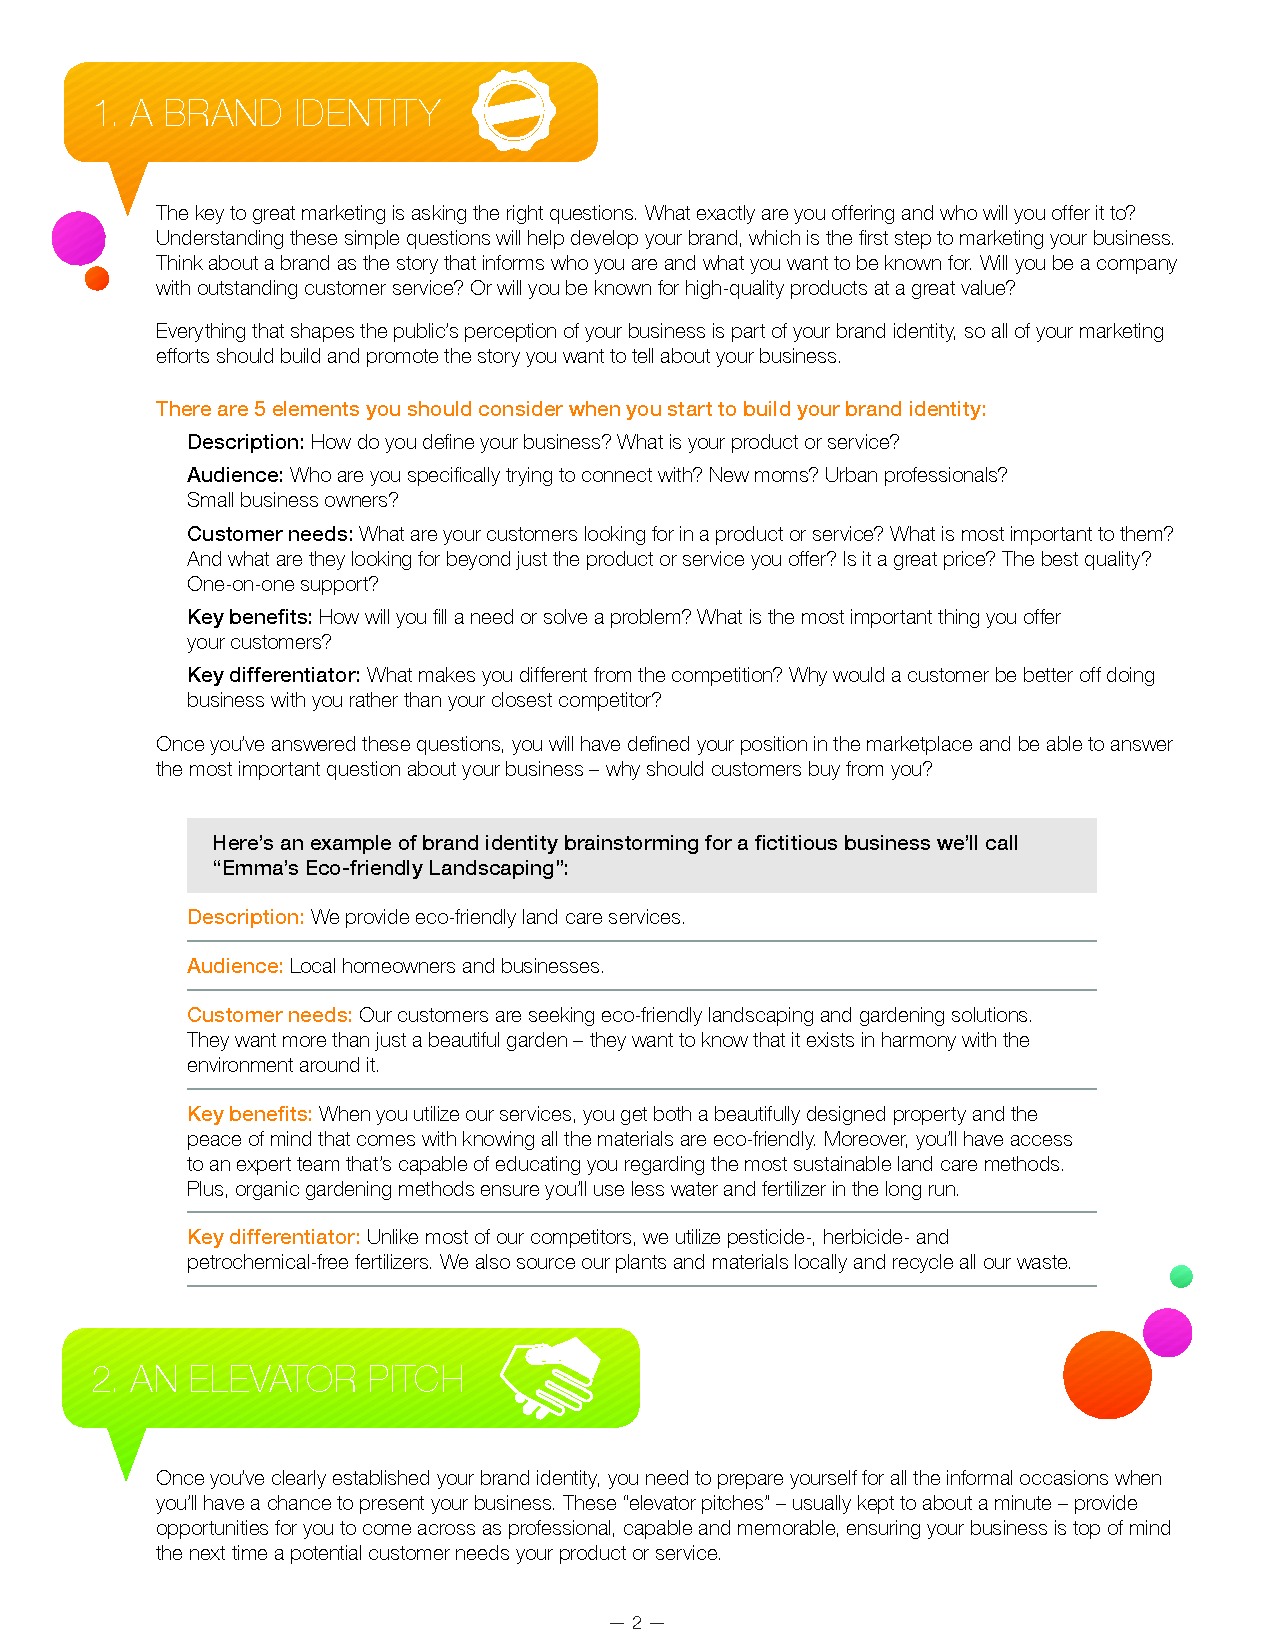 1. A BRAND IDENTITY
The key to great marketing is asking the right questions. What exactly are you offering and who will you offer it to?
Understanding these simple questions will help develop your brand, which is the first step to marketing your business.
Think about a brand as the story that informs who you are and what you want to be known for. Will you be a company
with outstanding customer service? Or will you be known for high-quality products at a great value?
Everything that shapes the public’s perception of your business is part of your brand identity, so all of your marketing
efforts should build and promote the story you want to tell about your business.
There are 5 elements you should consider when you start to build your brand identity:
Description: How do you define your business? What is your product or service?
Audience: Who are you specifically trying to connect with? New moms? Urban professionals?
Small business owners?
Customer needs: What are your customers looking for in a product or service? What is most important to them?
And what are they looking for beyond just the product or service you offer? Is it a great price? The best quality?
One-on-one support?
Key benefits: How will you fill a need or solve a problem? What is the most important thing you offer
your customers?
Key differentiator: What makes you different from the competition? Why would a customer be better off doing
business with you rather than your closest competitor?
Once you’ve answered these questions, you will have defined your position in the marketplace and be able to answer
the most important question about your business – why should customers buy from you?
Here’s an example of brand identity brainstorming for a fictitious business we’ll call
“Emma’s Eco-friendly Landscaping”:
Description: We provide eco-friendly land care services.
Audience: Local homeowners and businesses.
Customer needs: Our customers are seeking eco-friendly landscaping and gardening solutions.
They want more than just a beautiful garden – they want to know that it exists in harmony with the
environment around it.
Key benefits: When you utilize our services, you get both a beautifully designed property and the
peace of mind that comes with knowing all the materials are eco-friendly. Moreover, you’ll have access
to an expert team that’s capable of educating you regarding the most sustainable land care methods.
Plus, organic gardening methods ensure you’ll use less water and fertilizer in the long run.
Key differentiator: Unlike most of our competitors, we utilize pesticide-, herbicide- and
petrochemical-free fertilizers. We also source our plants and materials locally and recycle all our waste.
2. AN ELEVATOR PITCH
Once you’ve clearly established your brand identity, you need to prepare yourself for all the informal occasions when
you’ll have a chance to present your business. These “elevator pitches” – usually kept to about a minute – provide
opportunities for you to come across as professional, capable and memorable, ensuring your business is top of mind
the next time a potential customer needs your product or service.
— 2 —